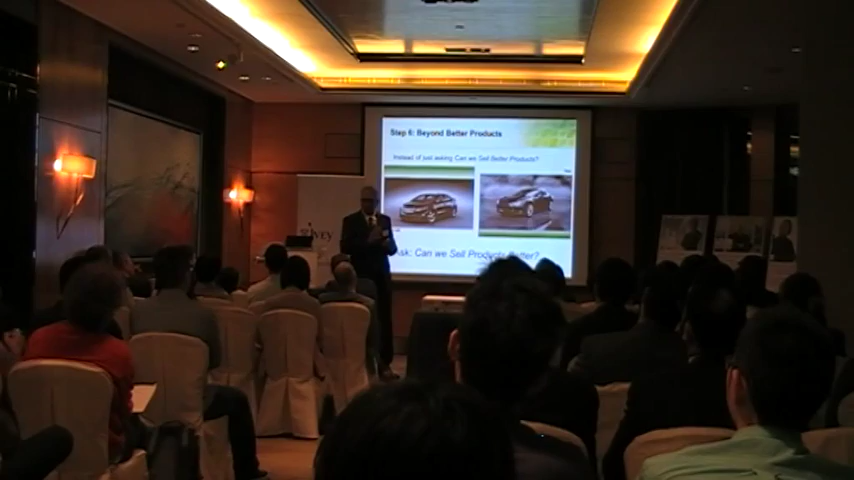 Step 6: Beyond Better Products
Instead of just asking Can we Sell Better Products?
Ask: Can we Sell Products Better?
IVEY